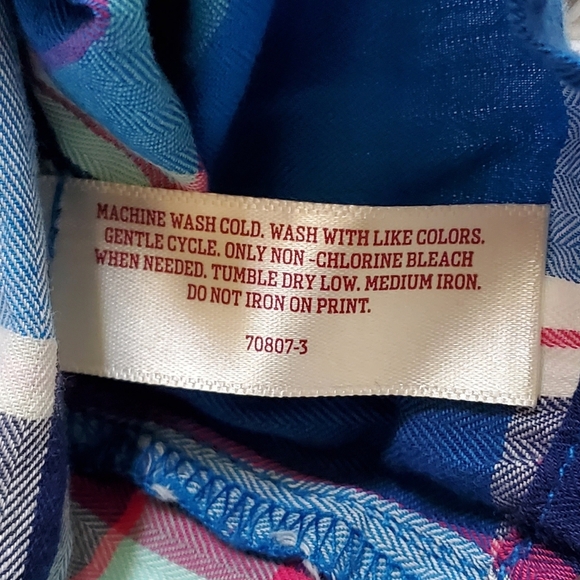 MACHINE WASH COLD. WASH WITH LIKE COLORS.
GENTLE CYCLE. ONLY NON -CHLORINE BLEACH
WHEN NEEDED. TUMBLE DRY LOW. MEDIUM IRON.
DO NOT IRON ON PRINT.
70807-3